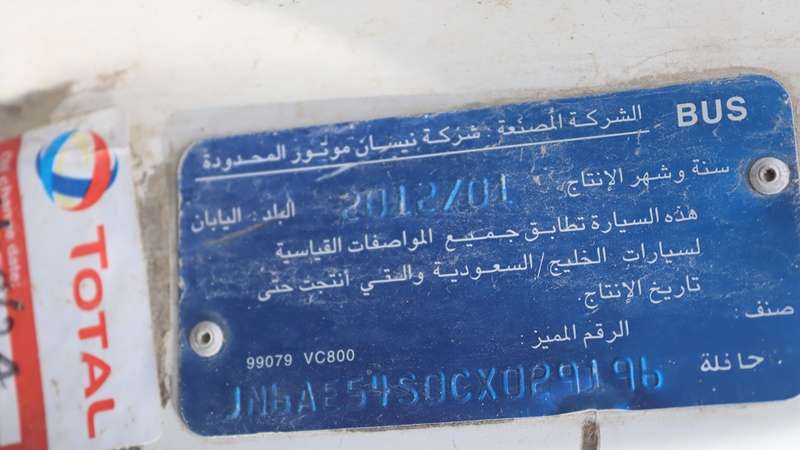 BUS
الشركة المصنعة : شركة نيسان موتور المحدودة
سنة وشهر الإنتاج 2012/01 البلد : اليابان
هذه السيارة تطابق جميع المواصفات القياسية
لسيارات الخليج/السعودية والتي أنتجت حتى
تاريخ الإنتاج.
صنف : الرقم المميز :
حافلة 99079 VC800
JN6AE54S0CX029196
TOTAL